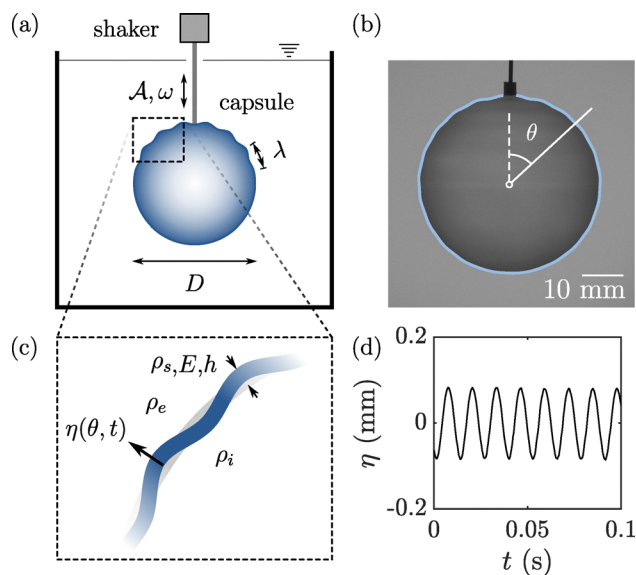 (a)
shaker
𝒜, ω
capsule
λ
D
(b)
θ
10 mm
(c)
ρs, E, h
ρe
η(θ, t)
ρi
(d)
0.2
0
-0.2
η (mm)
0
0.05
0.1
t (s)